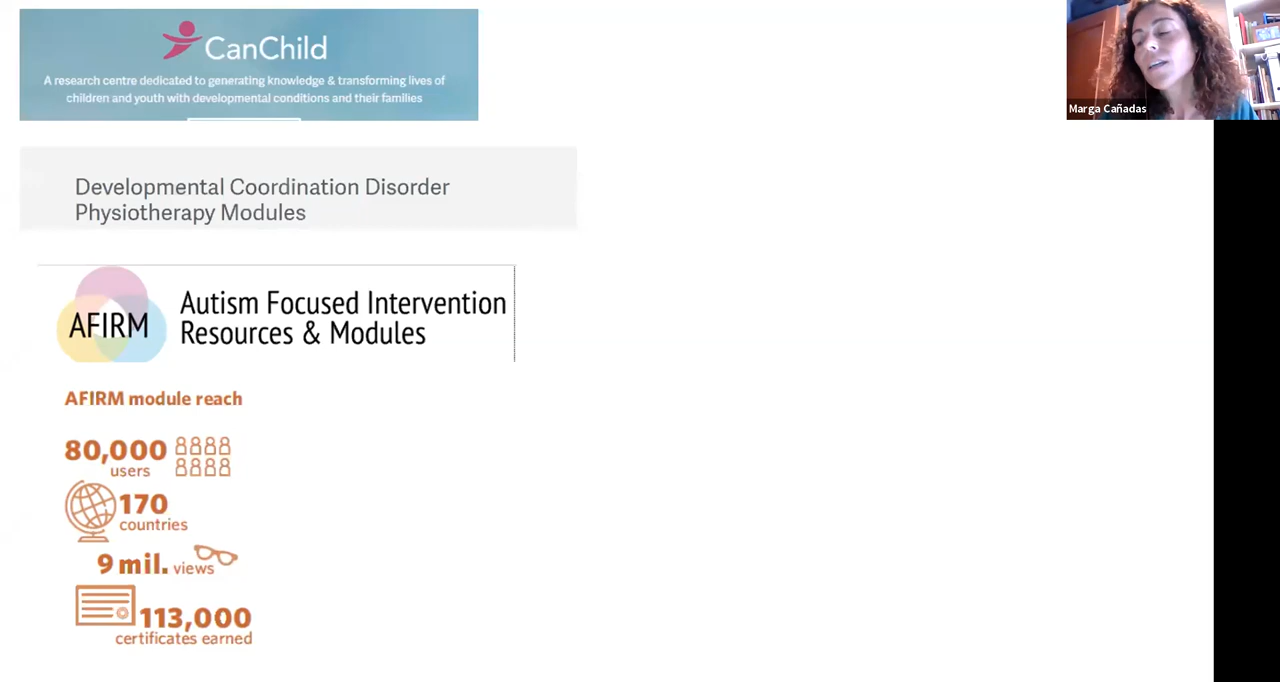 CanChild
A research centre dedicated to generating knowledge & transforming lives of
children and youth with developmental conditions and their families
Marga Cañadas
Developmental Coordination Disorder
Physiotherapy Modules
AFIRM
Autism Focused Intervention
Resources & Modules
AFIRM module reach
80,000
users
170
countries
9 mil. views
113,000
certificates earned